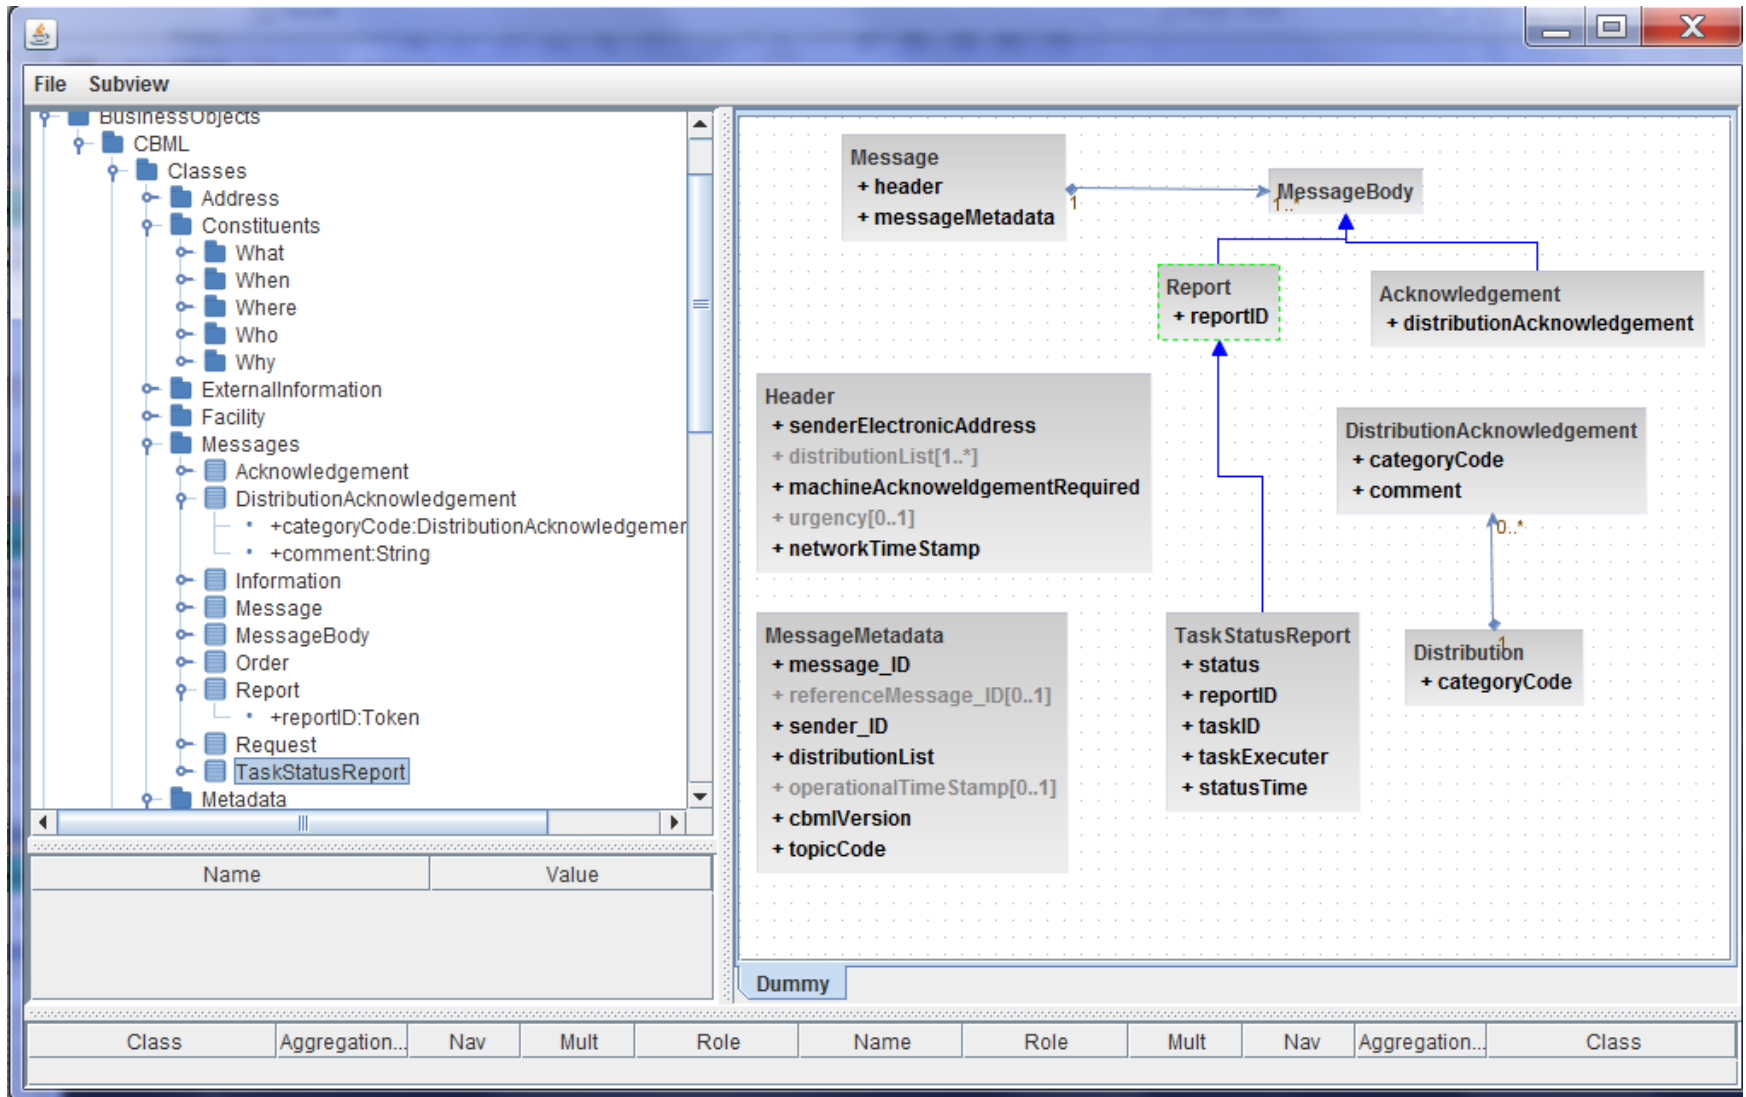 File Subview
BusinessObjects
CBML
Classes
Address
Constituents
What
When
Where
Who
Why
ExternalInformation
Facility
Messages
Acknowledgement
DistributionAcknowledgement
+categoryCode:DistributionAcknowledgemer
+comment:String
Information
Message
MessageBody
Order
Report
+reportID:Token
Request
TaskStatusReport
Metadata
Name Value
Message
+ header
+ messageMetadata
1
1..*
MessageBody
Report
+ reportID
Acknowledgement
+ distributionAcknowledgement
Header
+ senderElectronicAddress
+ distributionList[1..*]
+ machineAcknoweldgementRequired
+ urgency[0..1]
+ networkTimeStamp
DistributionAcknowledgement
+ categoryCode
+ comment
0..*
1
Distribution
+ categoryCode
MessageMetadata
+ message_ID
+ referenceMessage_ID[0..1]
+ sender_ID
+ distributionList
+ operationalTimeStamp[0..1]
+ cbmlVersion
+ topicCode
TaskStatusReport
+ status
+ reportID
+ taskID
+ taskExecuter
+ statusTime
Dummy
Class Aggregation... Nav Mult Role Name Role Mult Nav Aggregation... Class